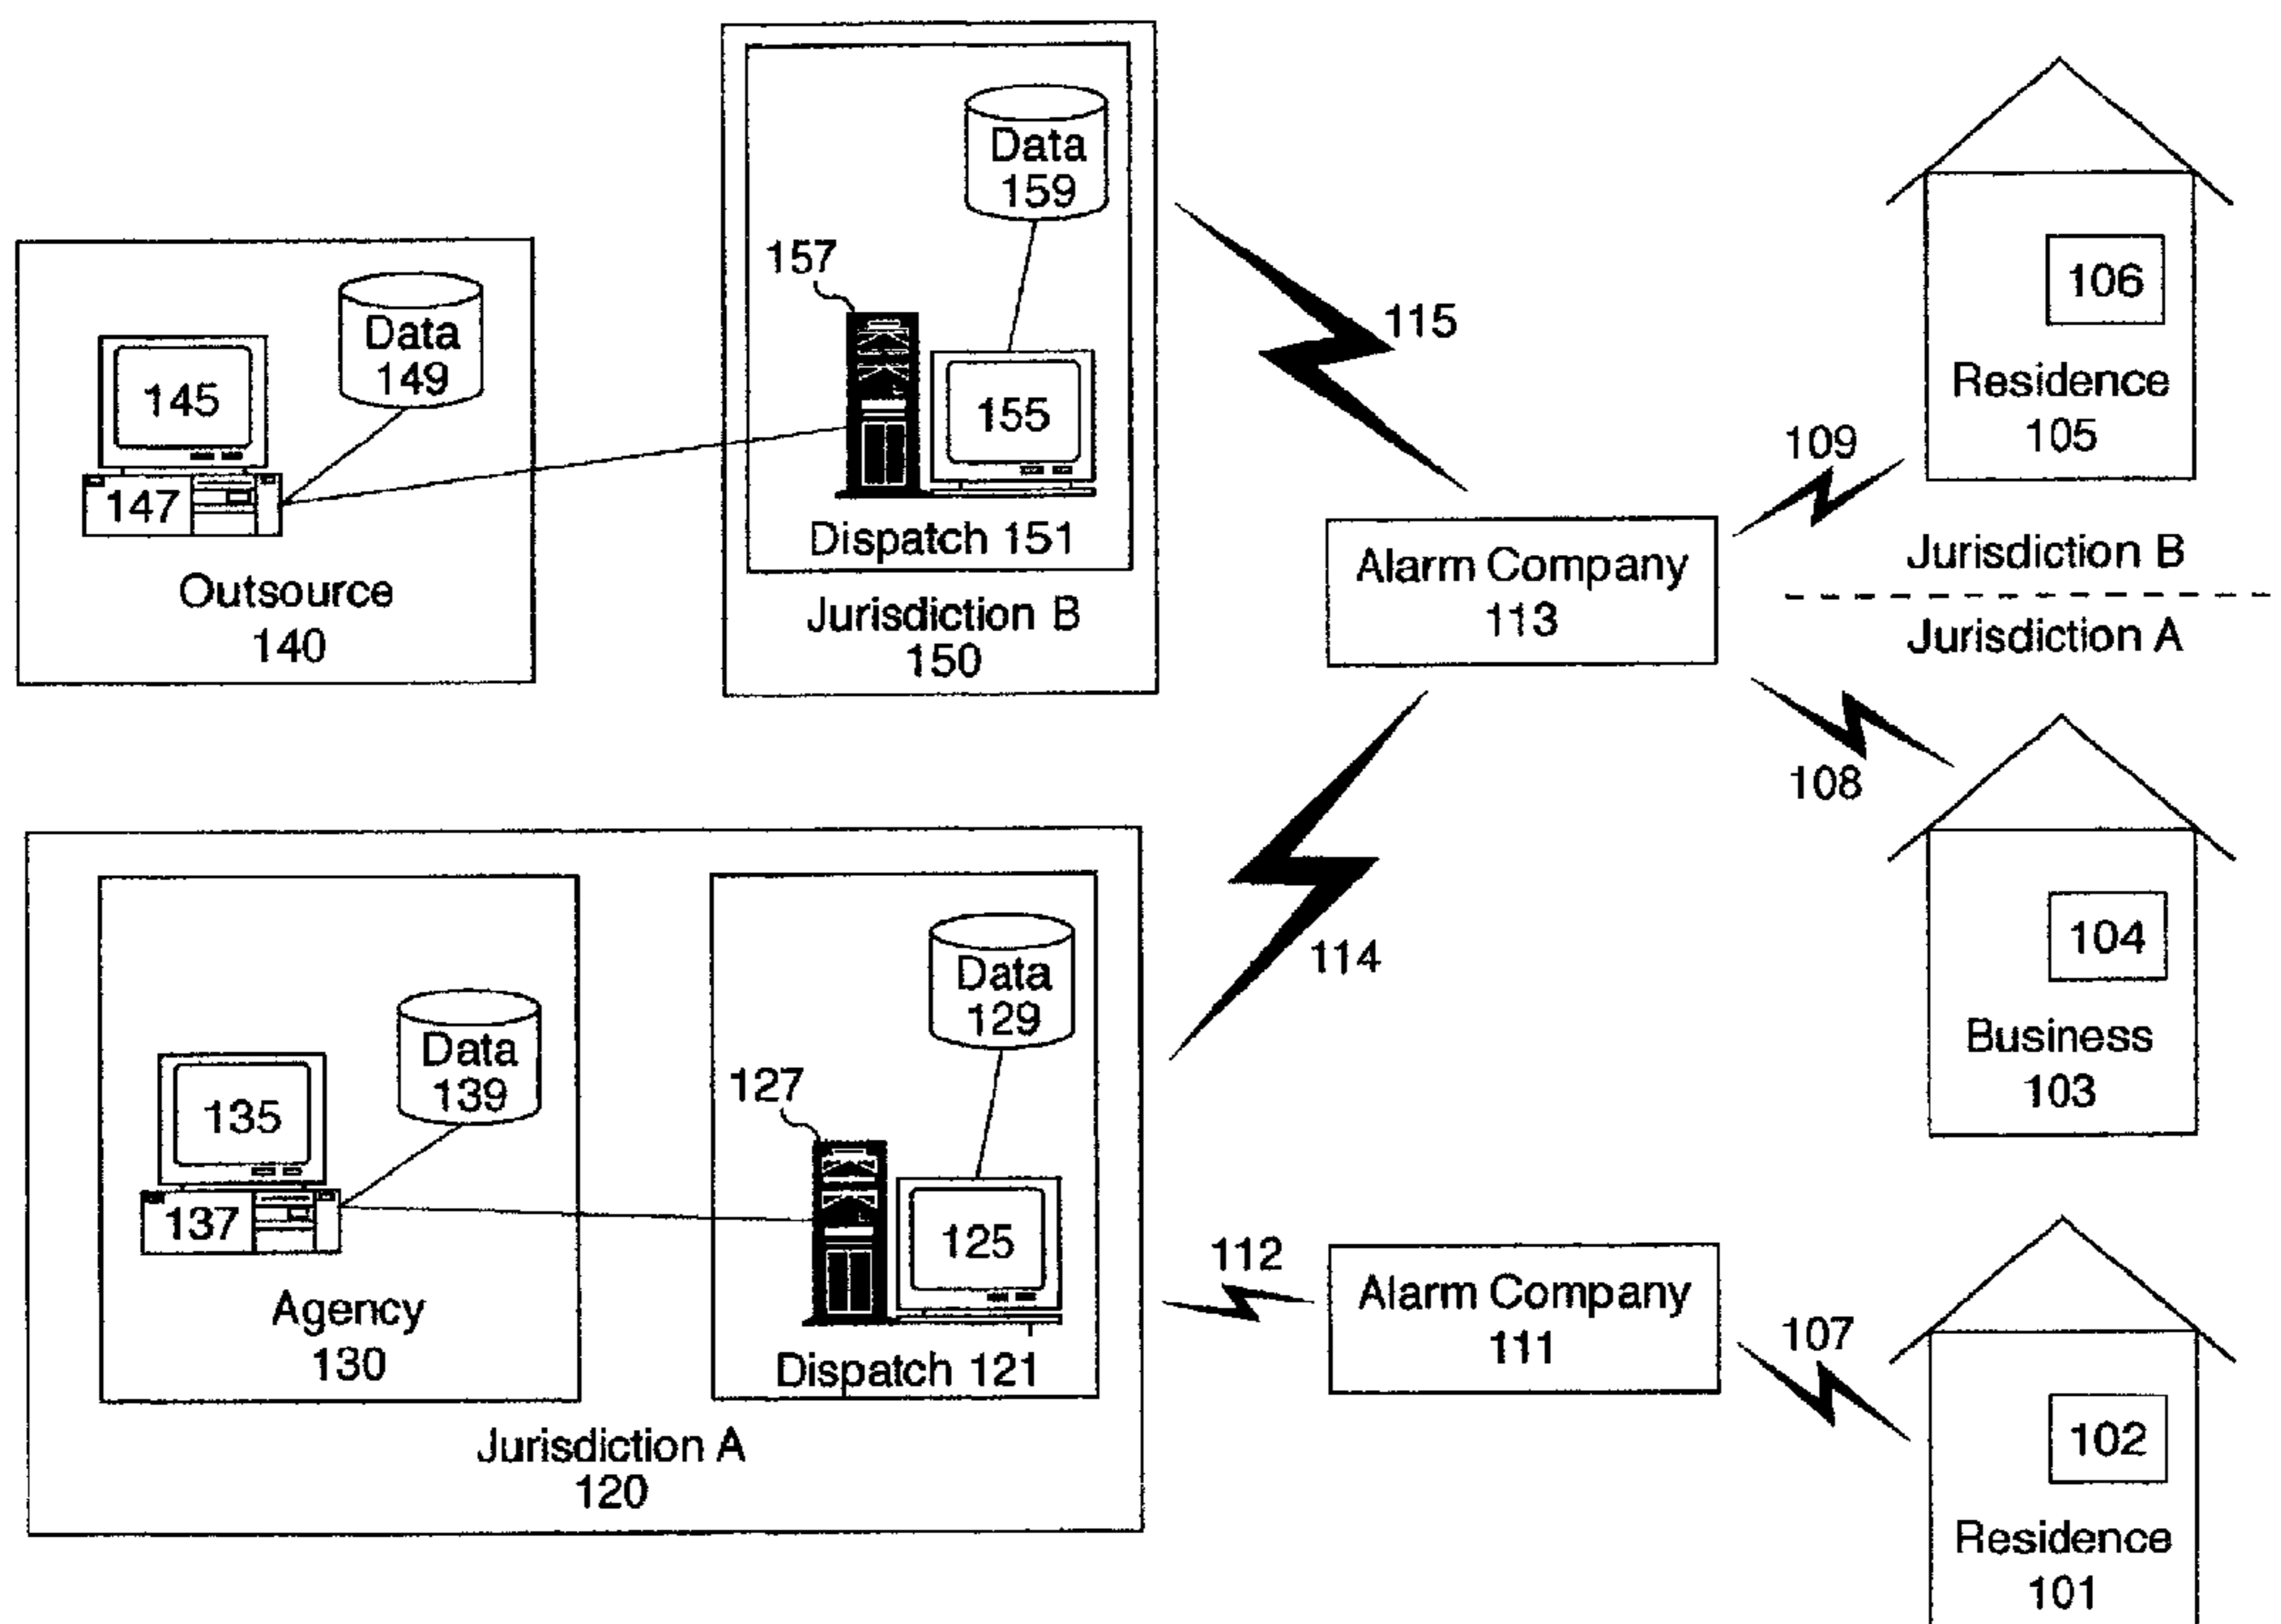 Data
159
157
155
Dispatch 151
Jurisdiction B
150
Data
149
145
147
Outsource
140
115
106
Residence
105
109
Alarm Company
113
Jurisdiction B
Jurisdiction A
108
104
Business
103
114
Data
129
127
125
Dispatch 121
Data
139
135
137
Agency
130
Jurisdiction A
120
112
Alarm Company
111
107
102
Residence
101